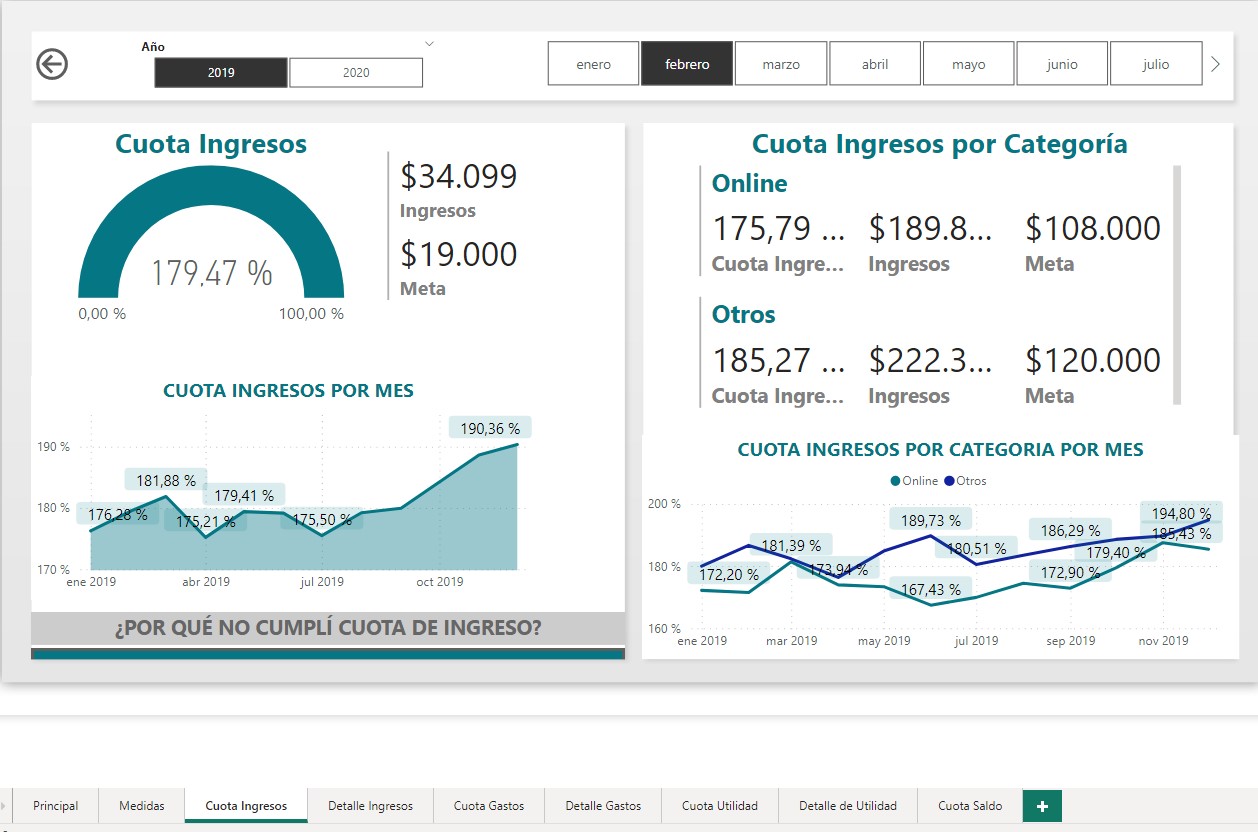 Año
2019 2020
enero febrero marzo abril mayo junio julio
Cuota Ingresos
179,47 %
0,00 % 100,00 %
$34.099
Ingresos
$19.000
Meta
CUOTA INGRESOS POR MES
190 %
180 %
170 %
176,28 %
181,88 %
175,21 %
179,41 %
175,50 %
190,36 %
ene 2019 abr 2019 jul 2019 oct 2019
¿POR QUÉ NO CUMPLÍ CUOTA DE INGRESO?
Cuota Ingresos por Categoría
Online
175,79 ... $189.8... $108.000
Cuota Ingre... Ingresos Meta
Otros
185,27 ... $222.3... $120.000
Cuota Ingre... Ingresos Meta
CUOTA INGRESOS POR CATEGORIA POR MES
Online Otros
200 %
180 %
160 %
172,20 %
181,39 %
173,94 %
189,73 %
167,43 %
180,51 %
186,29 %
172,90 %
179,40 %
194,80 %
185,43 %
ene 2019 mar 2019 may 2019 jul 2019 sep 2019 nov 2019
Principal Medidas Cuota Ingresos Detalle Ingresos Cuota Gastos Detalle Gastos Cuota Utilidad Detalle de Utilidad Cuota Saldo +